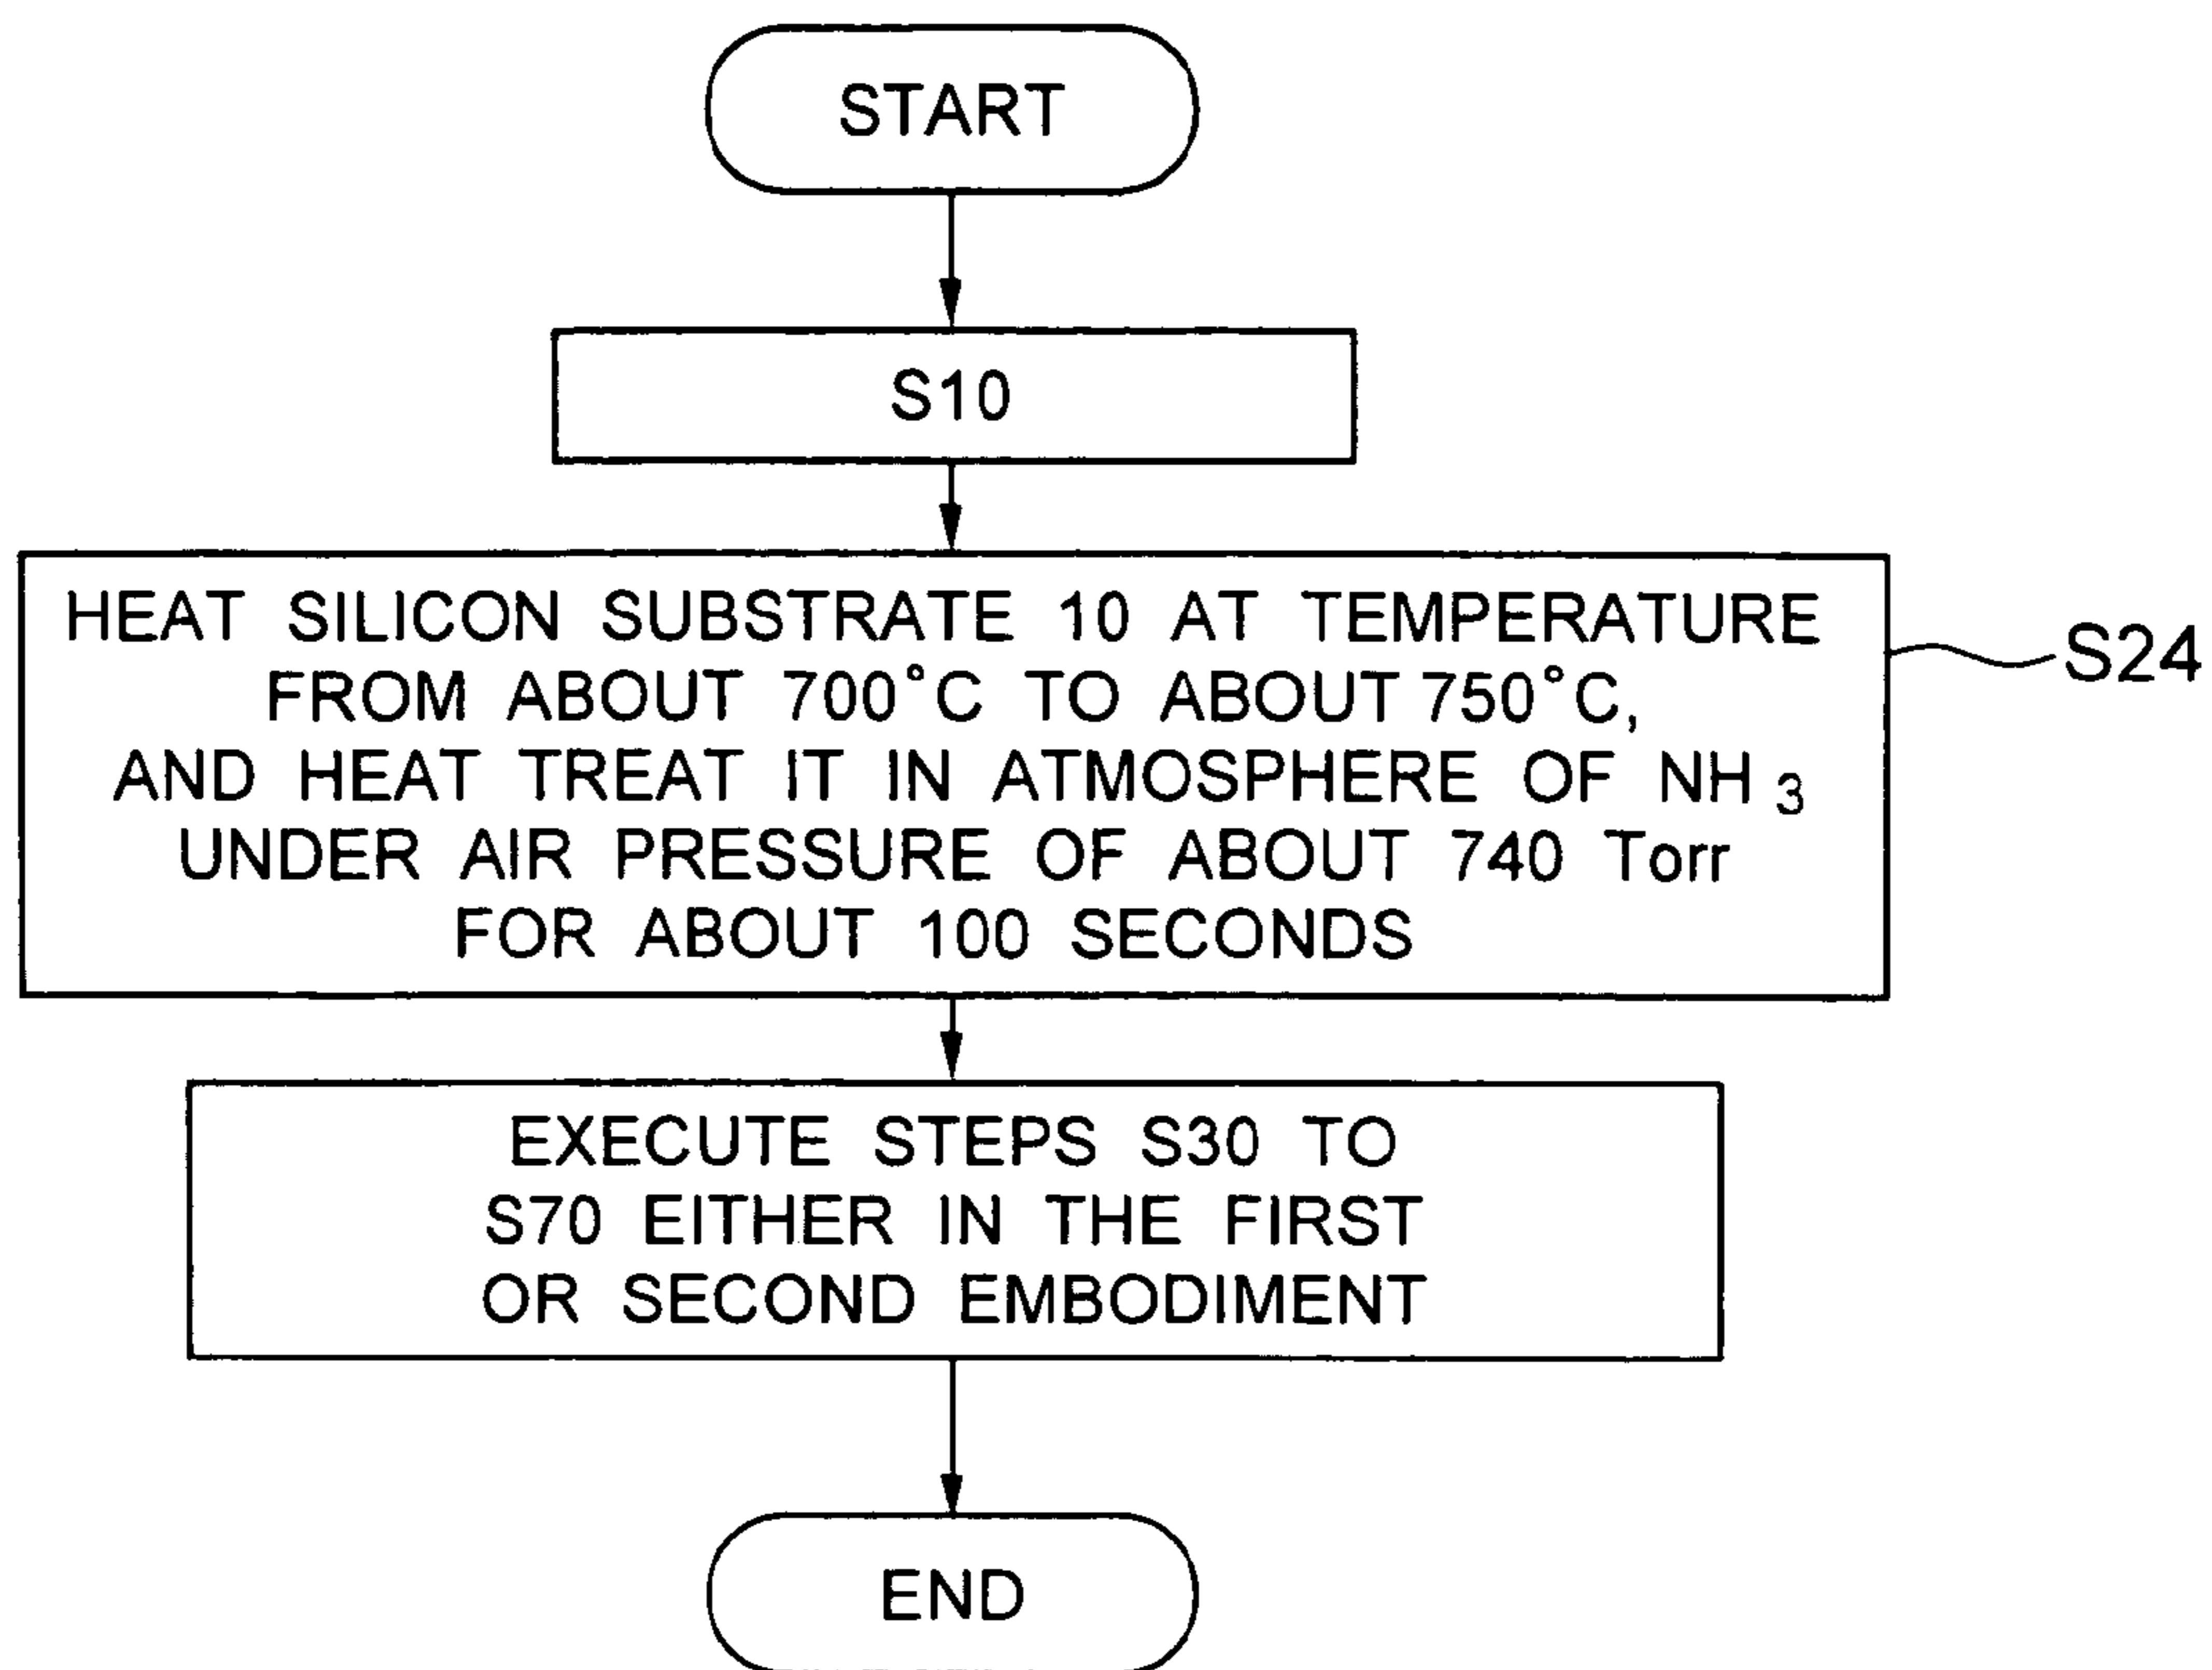 START
S10
HEAT SILICON SUBSTRATE 10 AT TEMPERATURE
FROM ABOUT 700°C TO ABOUT 750°C,
AND HEAT TREAT IT IN ATMOSPHERE OF NH3
UNDER AIR PRESSURE OF ABOUT 740 Torr
FOR ABOUT 100 SECONDS
S24
EXECUTE STEPS S30 TO
S70 EITHER IN THE FIRST
OR SECOND EMBODIMENT
END